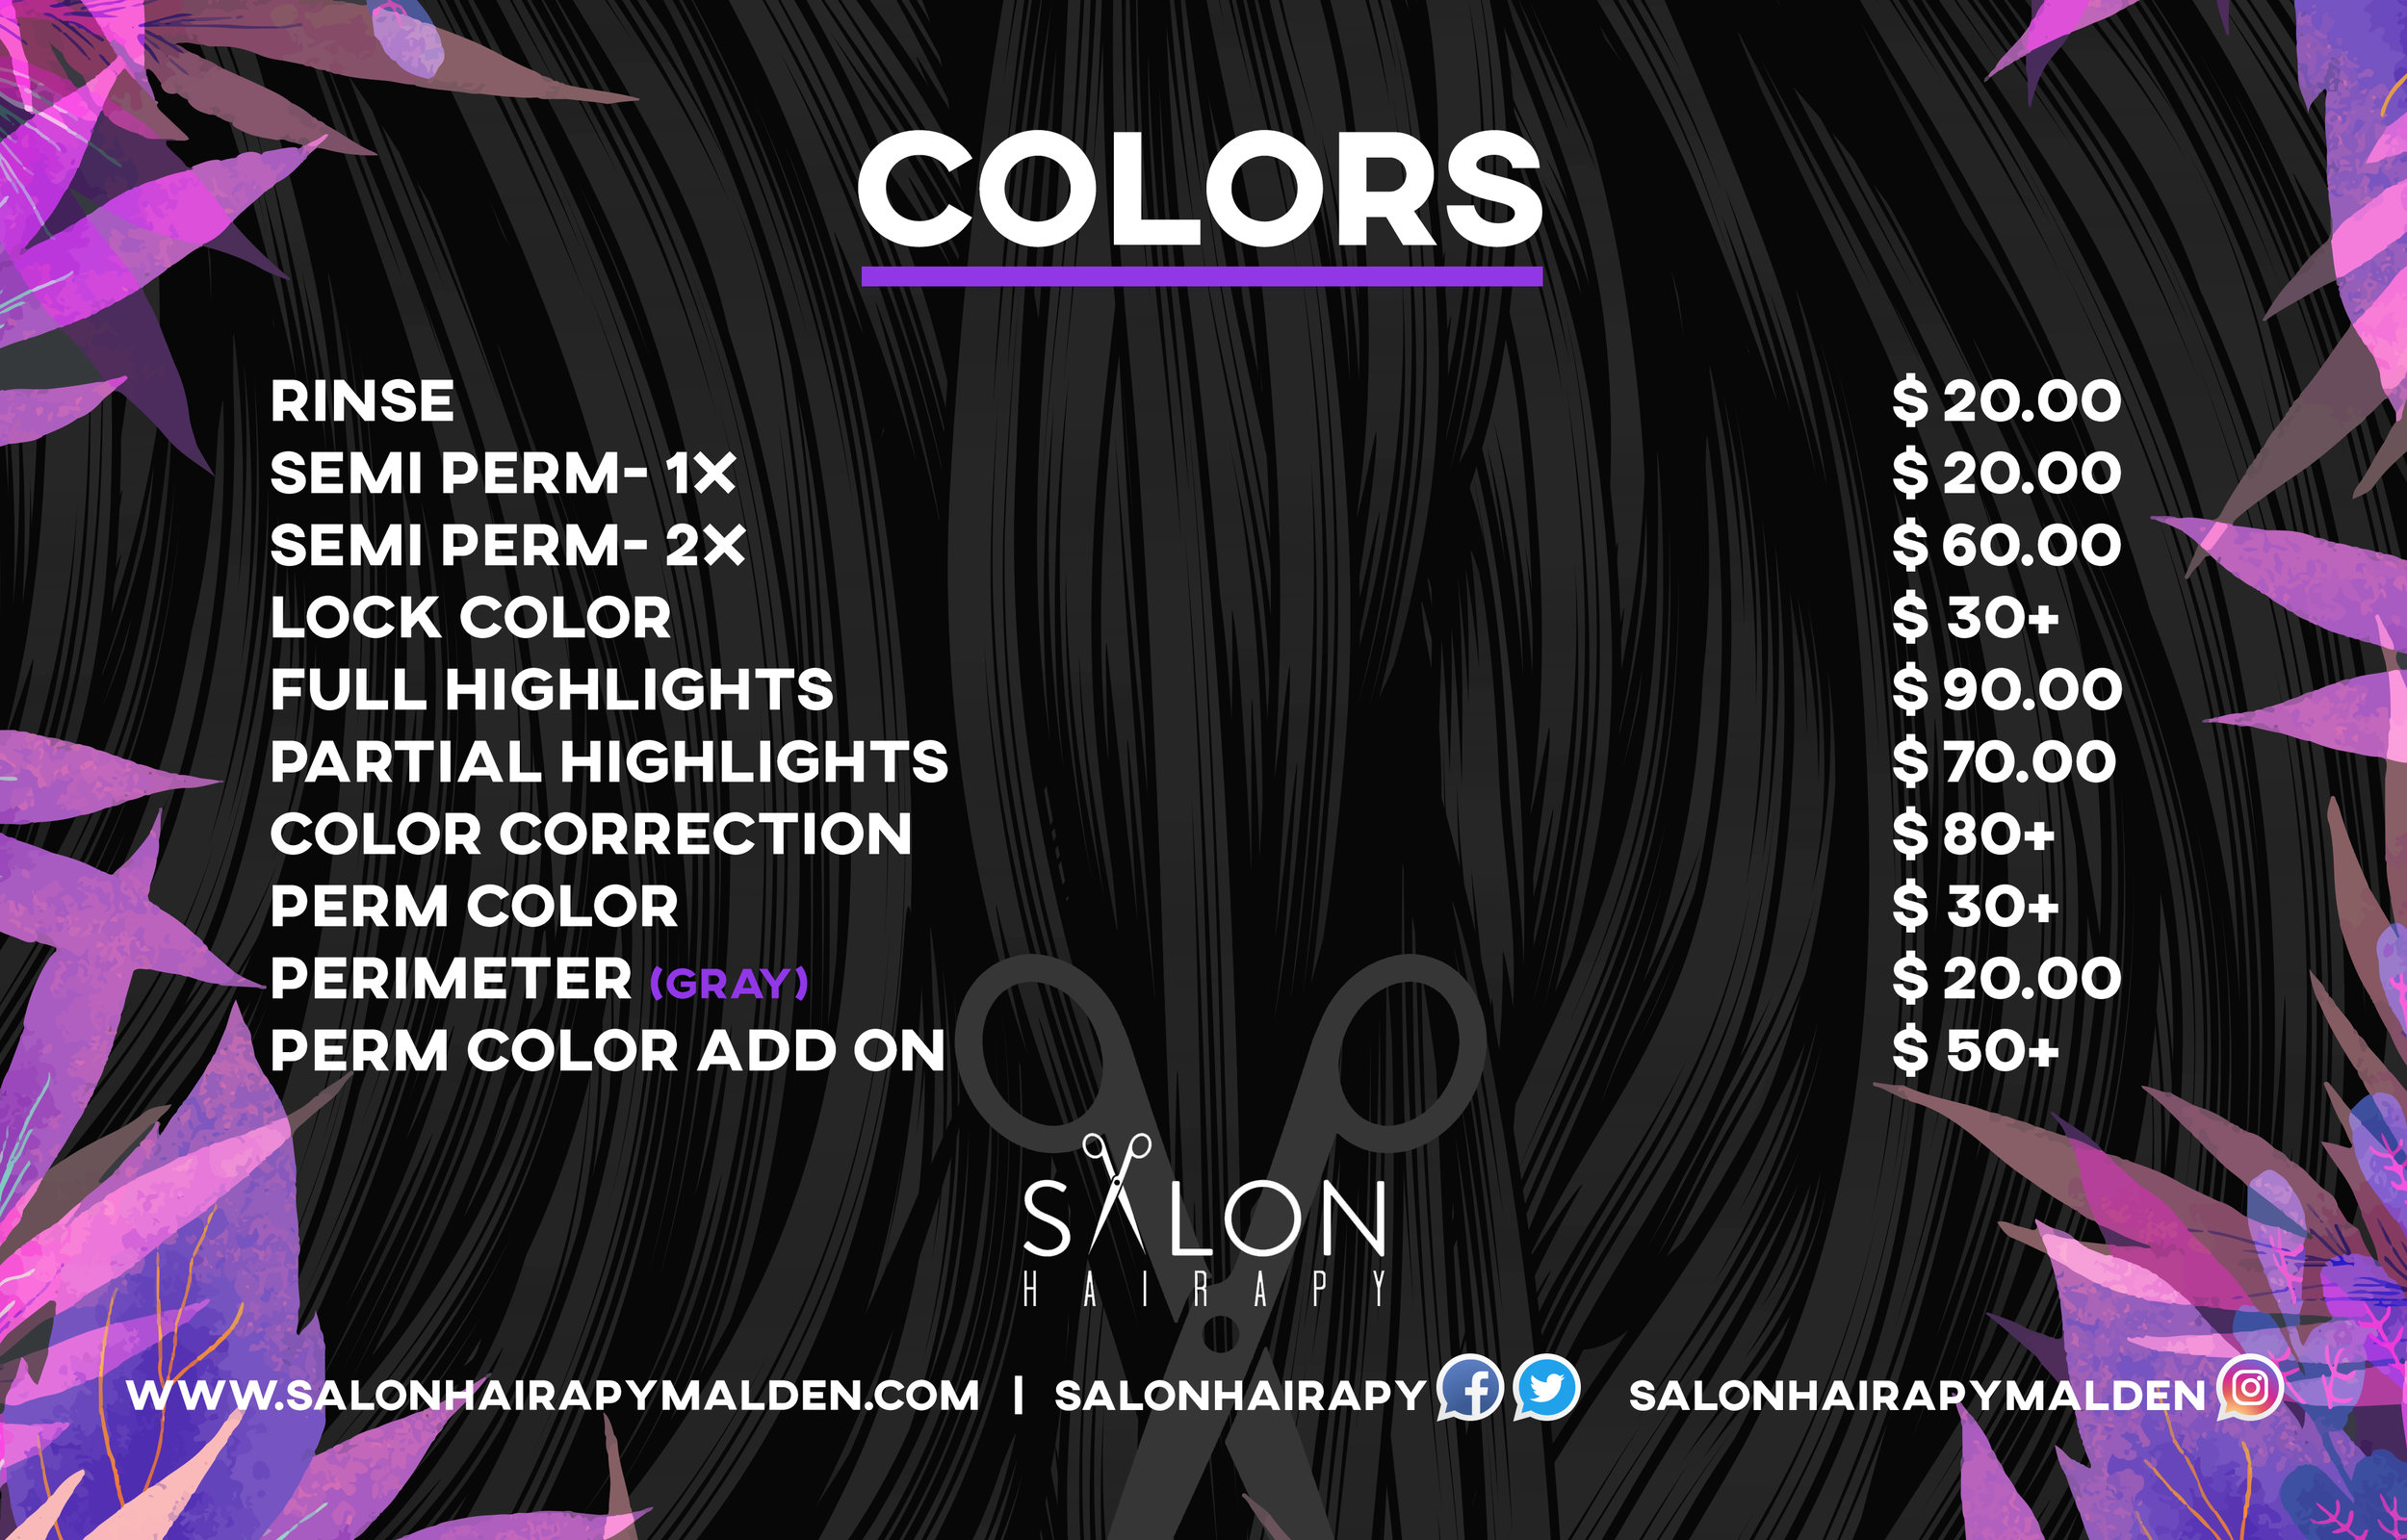 COLORS
RINSE $ 20.00
SEMI PERM- 1X $ 20.00
SEMI PERM- 2X $ 60.00
LOCK COLOR $ 30+
FULL HIGHLIGHTS $ 90.00
PARTIAL HIGHLIGHTS $ 70.00
COLOR CORRECTION $ 80+
PERM COLOR $ 30+
PERIMETER (GRAY) $ 20.00
PERM COLOR ADD ON $ 50+
SALON
HAIRAPY
WWW.SALONHAIRAPYMALDEN.COM | SALONHAIRAPY SALONHAIRAPYMALDEN